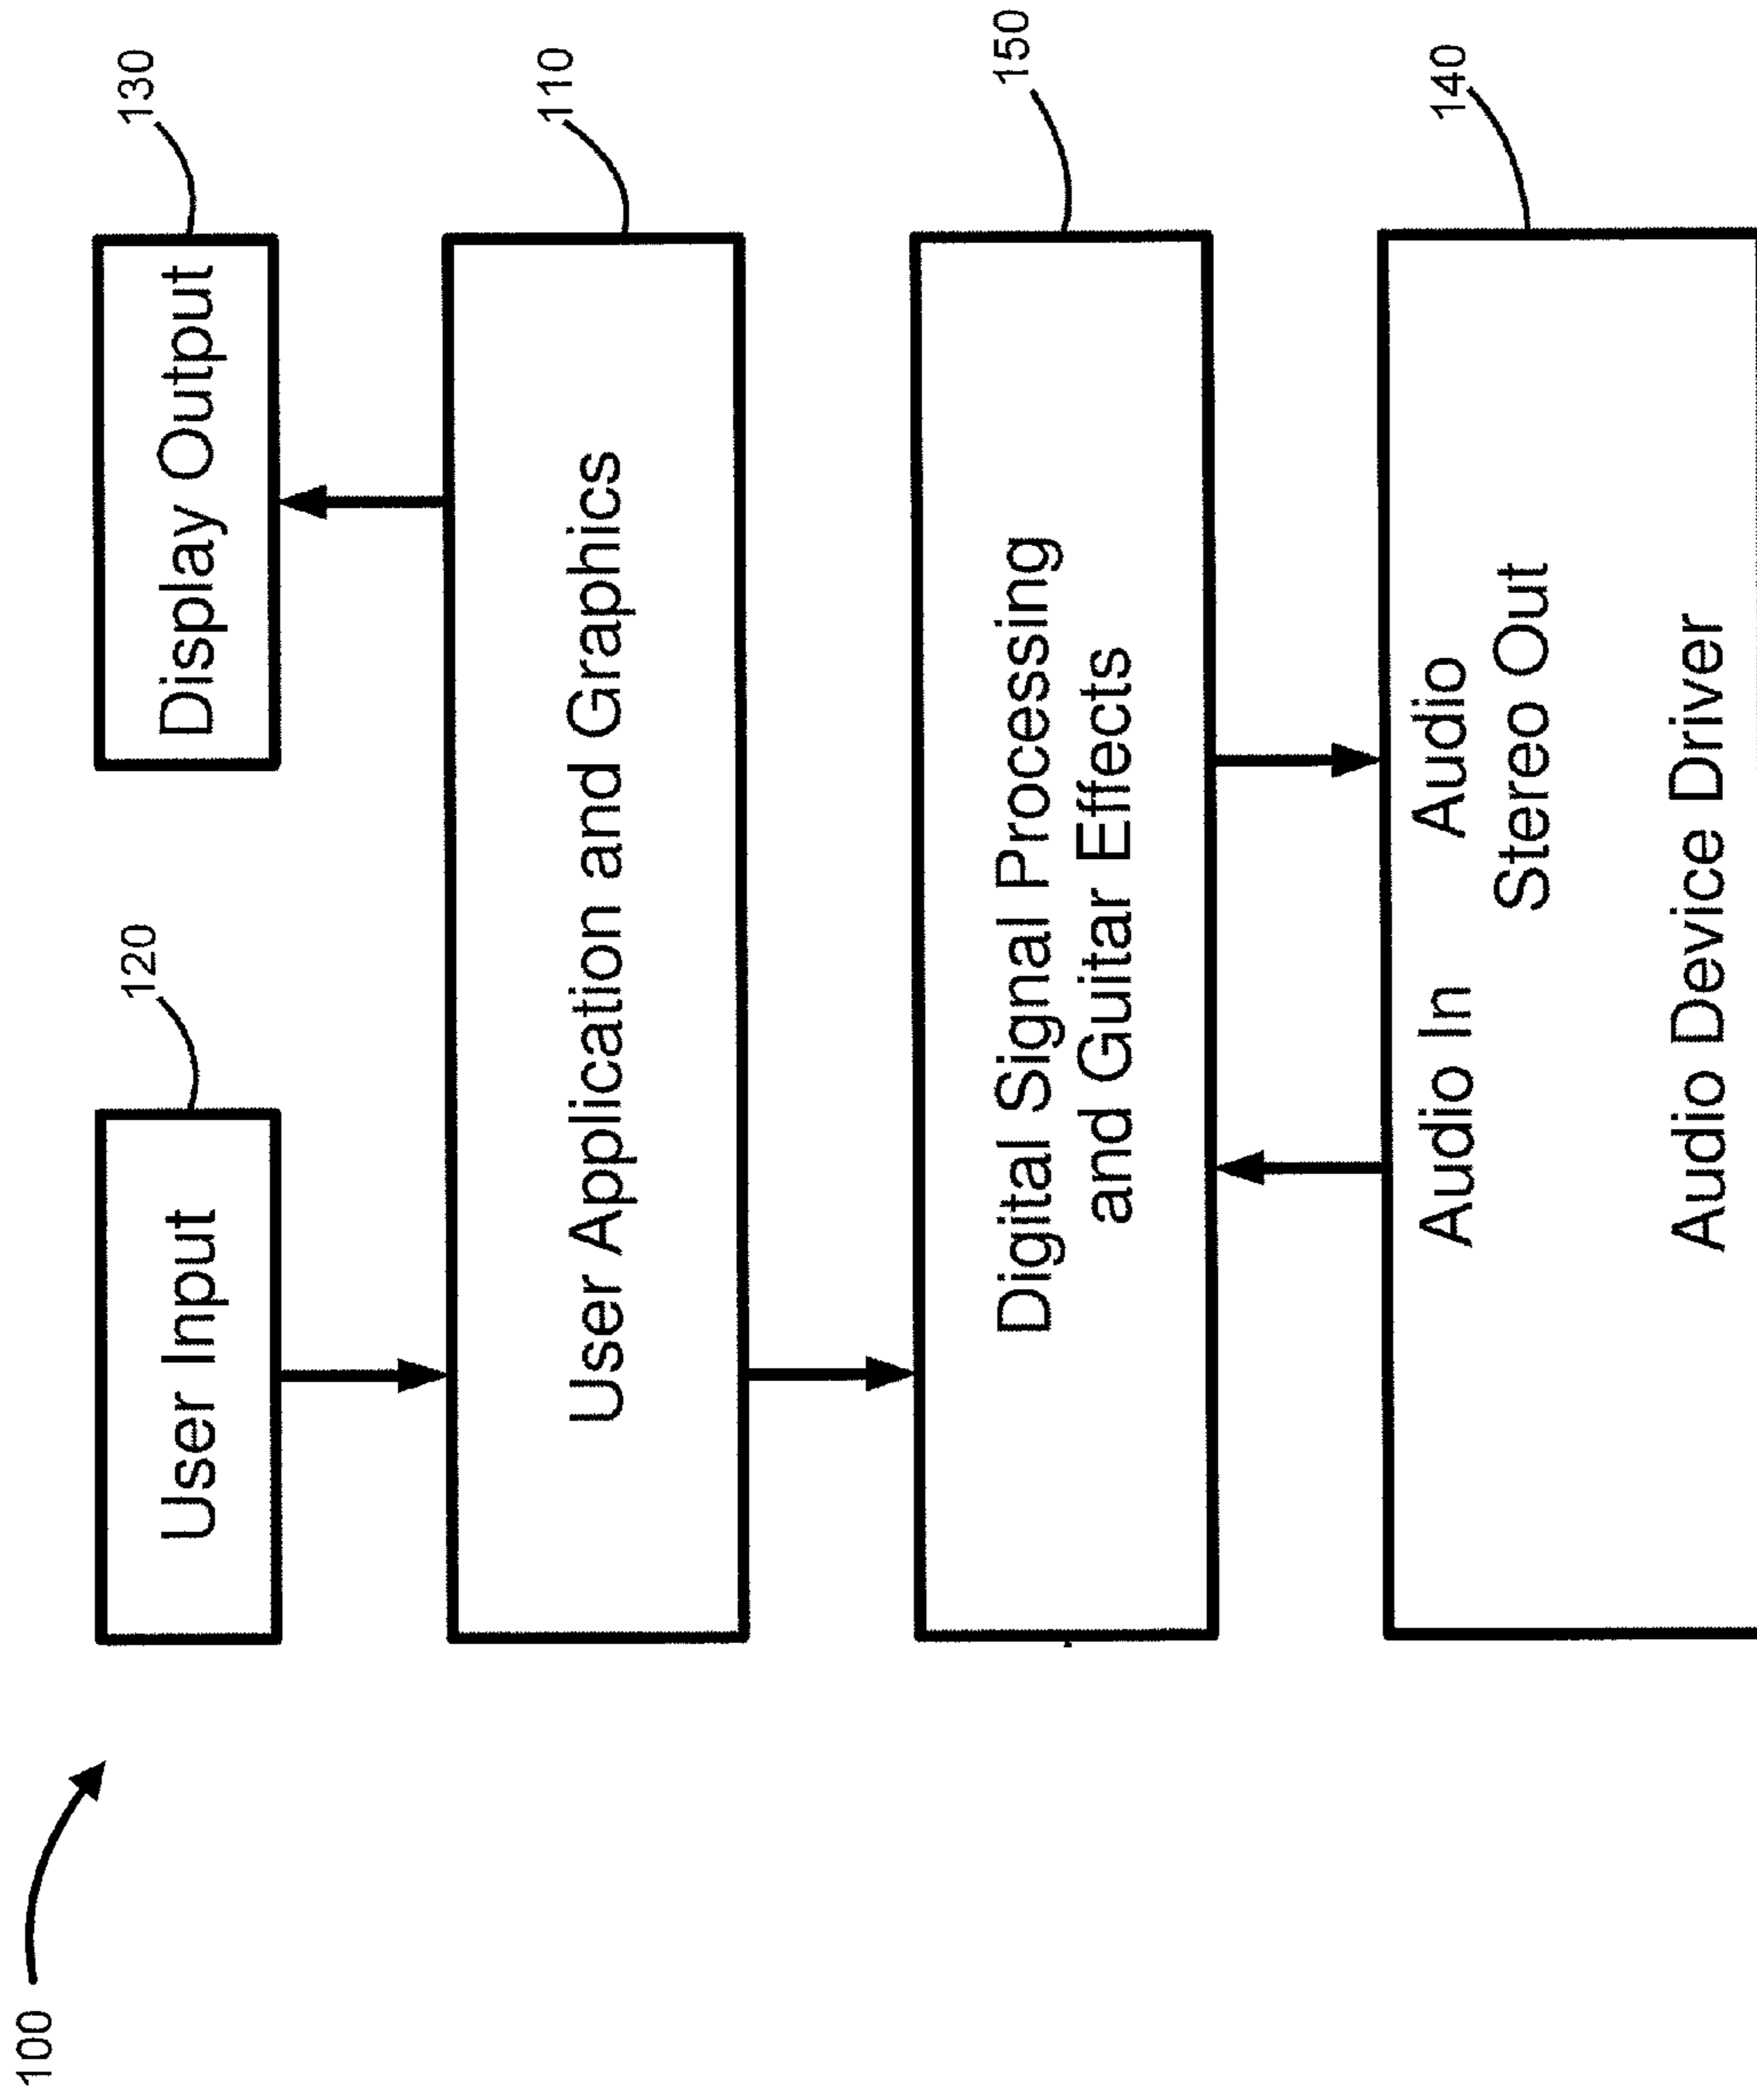 100
User Input
120
Display Output
130
User Application and Graphics
110
Digital Signal Processing
and Guitar Effects
150
Audio In
Audio
Stereo Out
Audio Device Driver
140